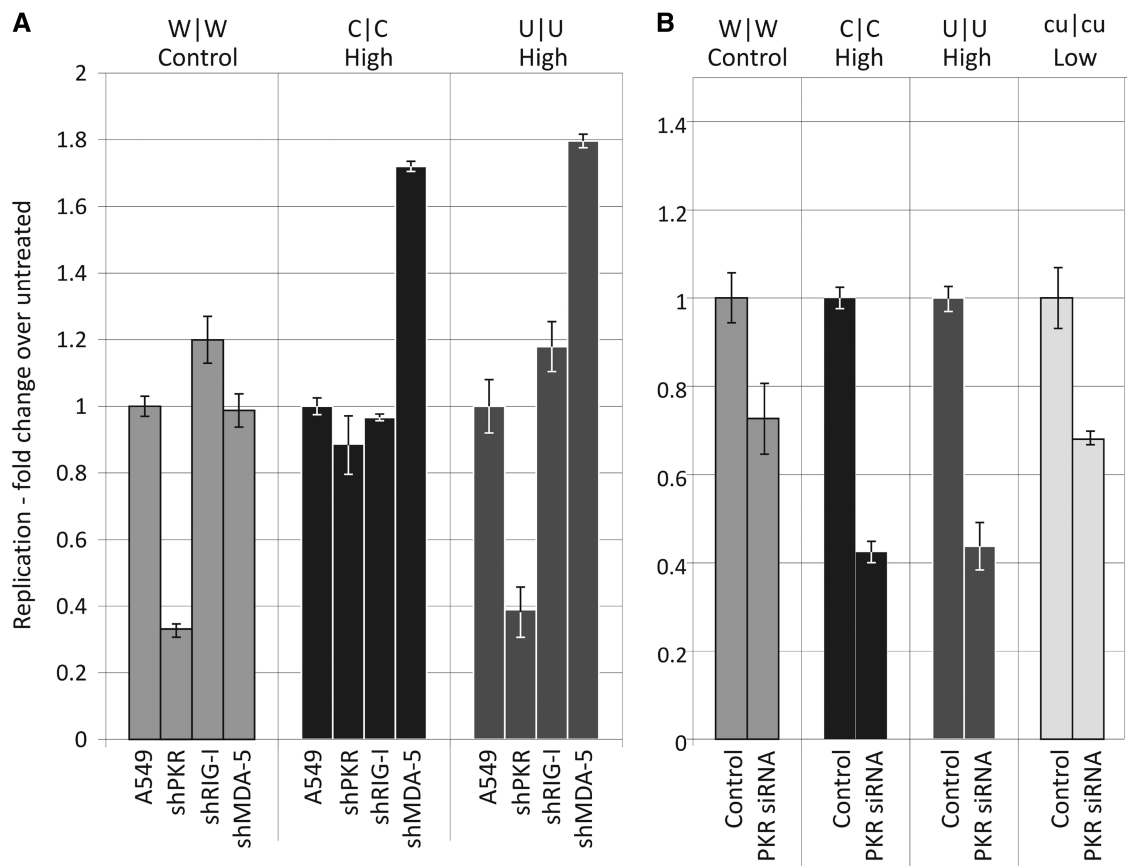 A
W|W
Control
C|C
High
U|U
High
Replication - fold change over untreated
2
1.8
1.6
1.4
1.2
1
0.8
0.6
0.4
0.2
0
A549
shPKR
shRIG-I
shMDA-5
A549
shPKR
shRIG-I
shMDA-5
A549
shPKR
shRIG-I
shMDA-5
B
W|W
Control
C|C
High
U|U
High
cu|cu
Low
1.4
1.2
1
0.8
0.6
0.4
0.2
0
Control
PKR siRNA
Control
PKR siRNA
Control
PKR siRNA
Control
PKR siRNA